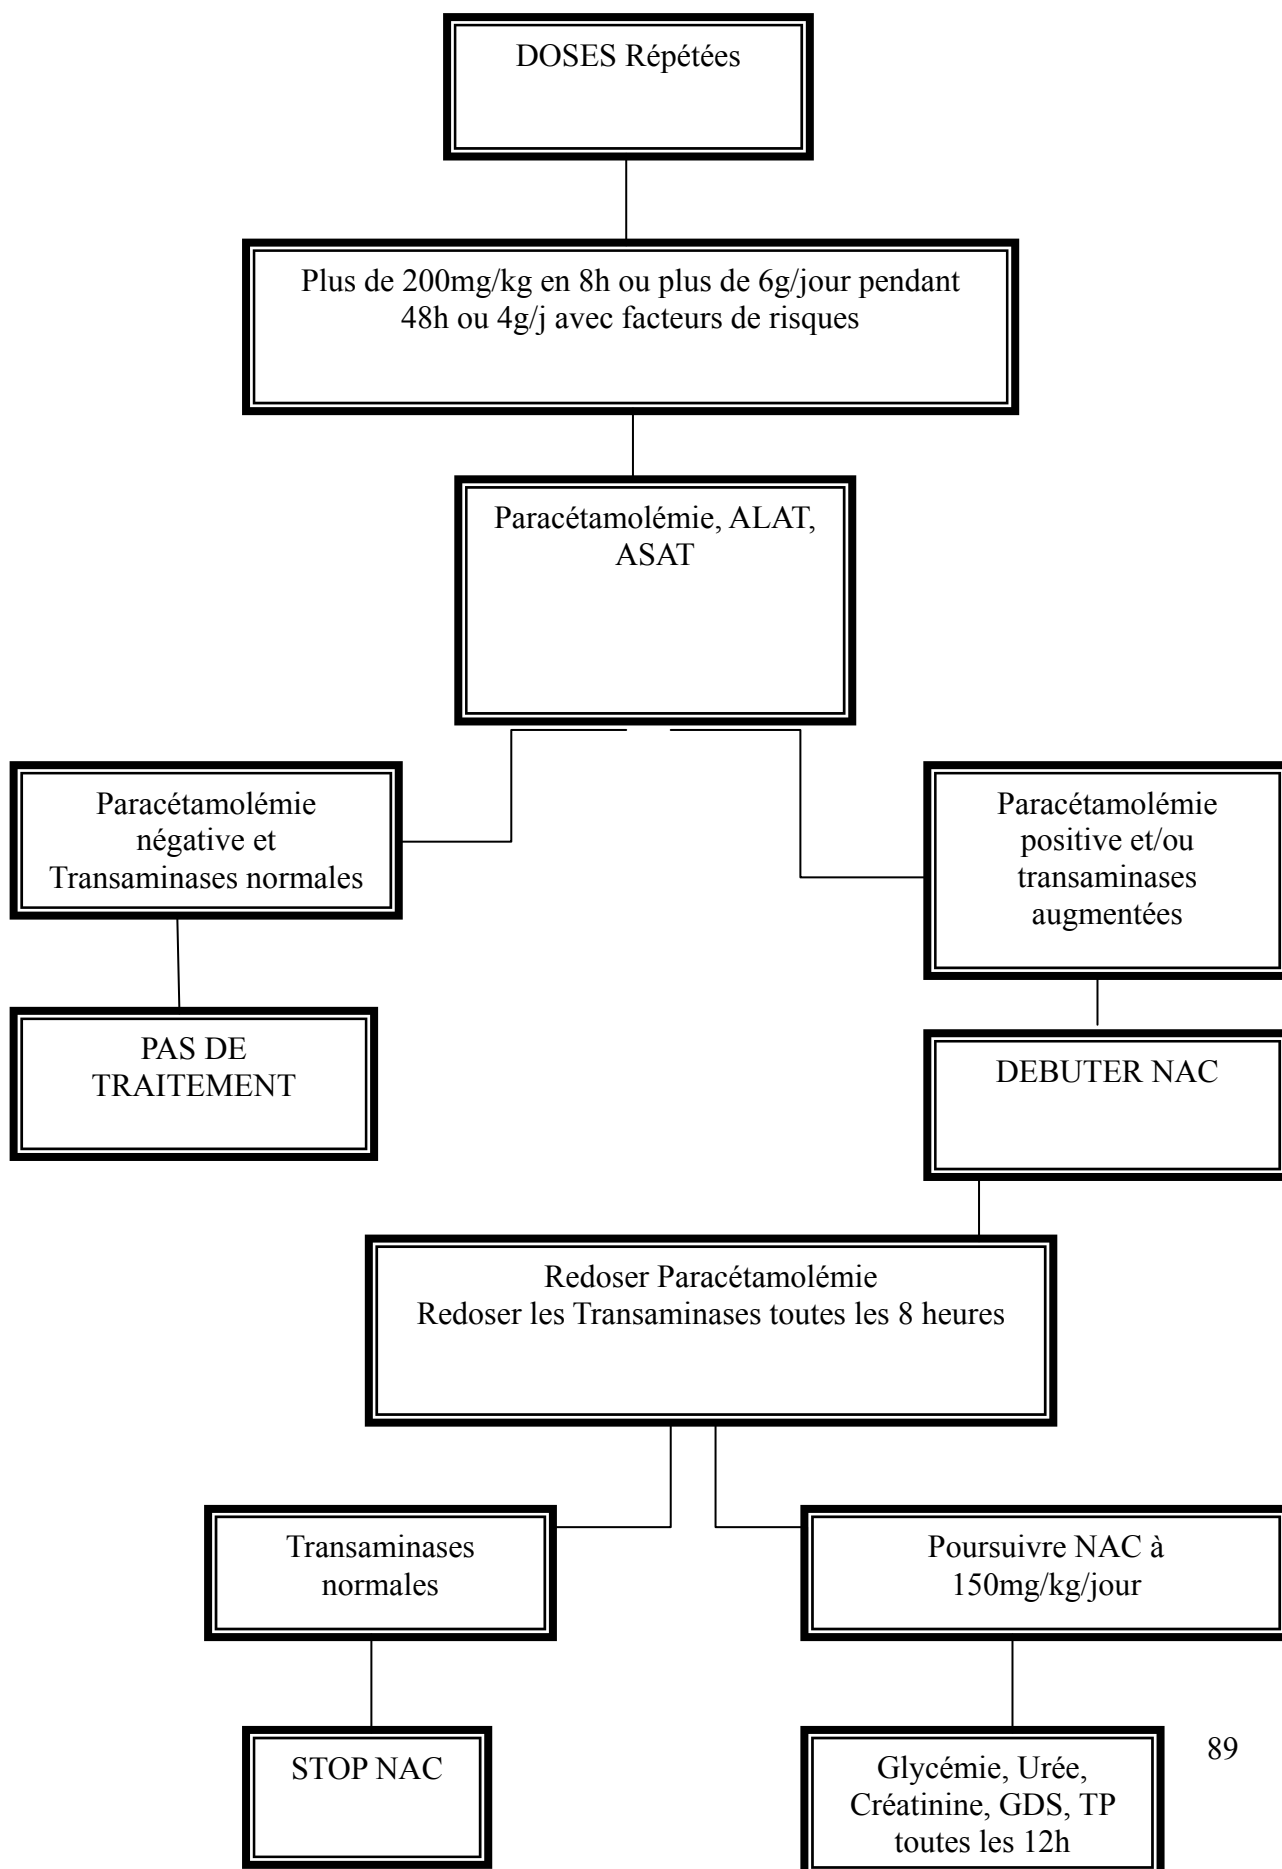 DOSES Répétées
Plus de 200mg/kg en 8h ou plus de 6g/jour pendant
48h ou 4g/j avec facteurs de risques
Paracétamolémie, ALAT,
ASAT
Paracétamolémie
négative et
Transaminases normales
Paracétamolémie
positive et/ou
transaminases
augmentées
PAS DE
TRAITEMENT
DEBUTER NAC
Redoser Paracétamolémie
Redoser les Transaminases toutes les 8 heures
Transaminases
normales
Poursuivre NAC à
150mg/kg/jour
STOP NAC
Glycémie, Urée,
Créatinine, GDS, TP
toutes les 12h
89